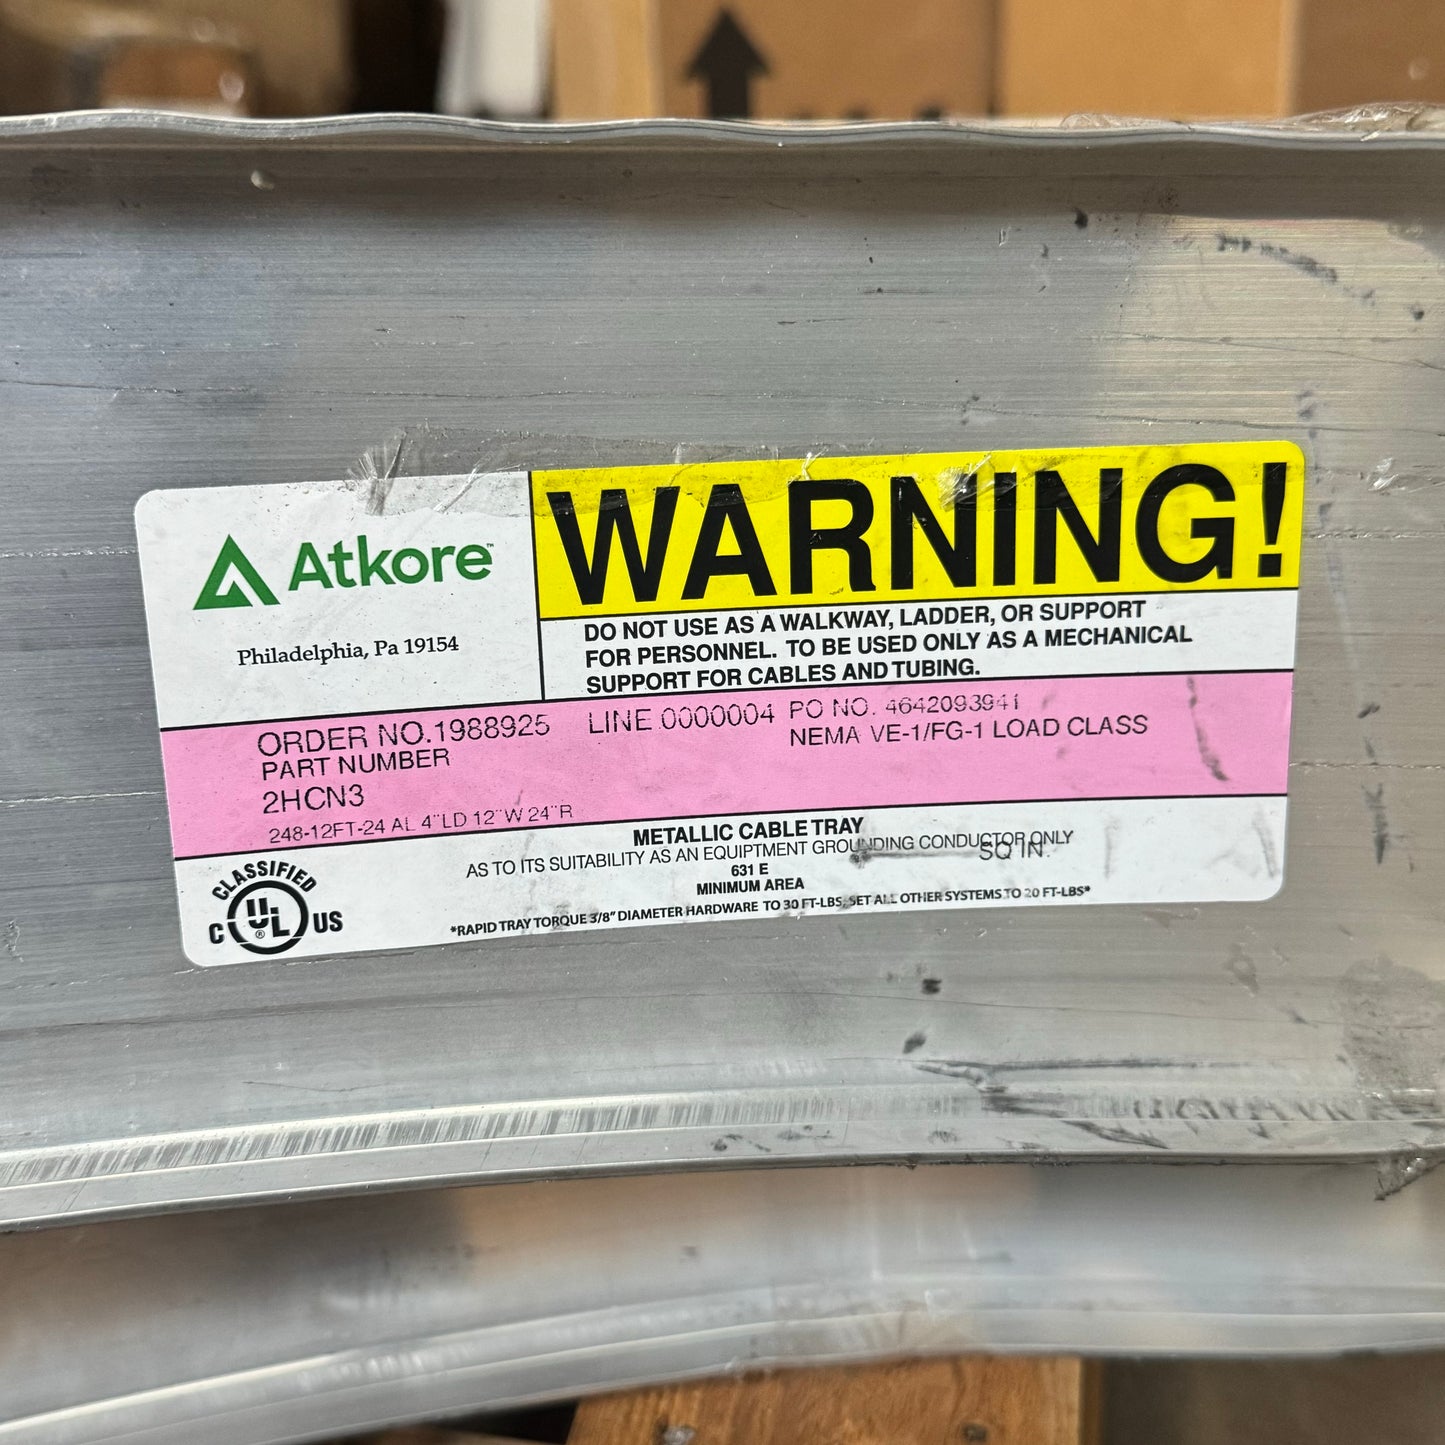 Atkore™
Philadelphia, Pa 19154
WARNING!
DO NOT USE AS A WALKWAY, LADDER, OR SUPPORT
FOR PERSONNEL. TO BE USED ONLY AS A MECHANICAL
SUPPORT FOR CABLES AND TUBING.
ORDER NO.1988925 LINE 0000004 PO NO. 4642093941
PART NUMBER NEMA VE-1/FG-1 LOAD CLASS
2HCN3
248-12FT-24 AL 4"LD 12"W 24"R
METALLIC CABLE TRAY
AS TO ITS SUITABILITY AS AN EQUIPTMENT GROUNDING CONDUCTOR ONLY
SQ IN.
631 E
MINIMUM AREA
*RAPID TRAY TORQUE 3/8" DIAMETER HARDWARE TO 30 FT-LBS, SET ALL OTHER SYSTEMS TO 20 FT-LBS*
CLASSIFIED
C UL® US